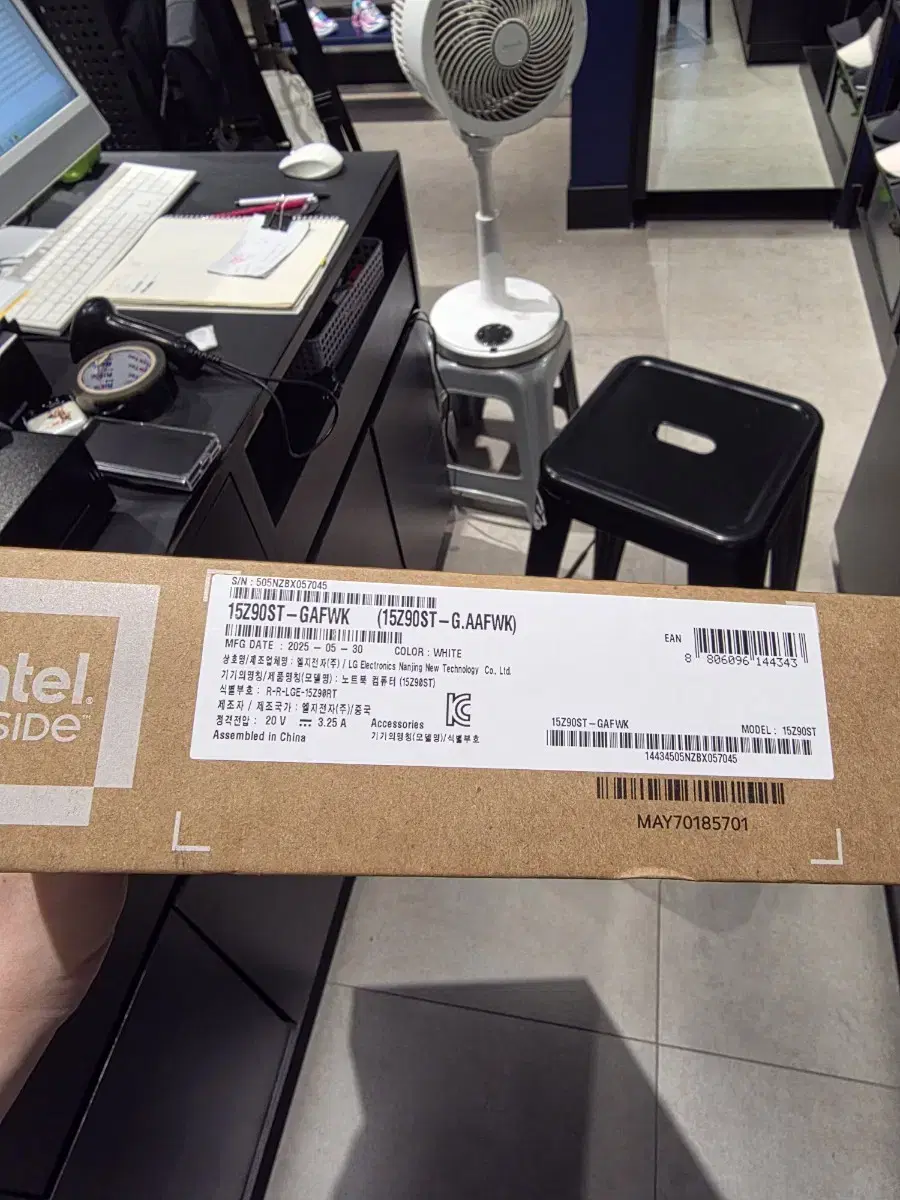 S/N : 505NZBX057045
15Z90ST-GAFWK (15Z90ST-G.AAFWK)
MFG DATE : 2025 - 05 - 30 COLOR : WHITE
상호명/제조업체명 : 엘지전자(주) / LG Electronics Nanjing New Technology Co., Ltd.
기기의명칭/제품명칭(모델명) : 노트북 컴퓨터 (15Z90ST)
식별부호 : R-R-LGE-15Z90RT
제조자 / 제조국가 : 엘지전자(주)/중국
정격전압 : 20 V ⎓ 3.25 A
Assembled in China
Accessories
기기의명칭(모델명)/식별부호
EAN
8 806096 144343
15Z90ST-GAFWK
MODEL : 15Z90ST
14434505NZBX057045
MAY70185701
ntel.
SIDE™